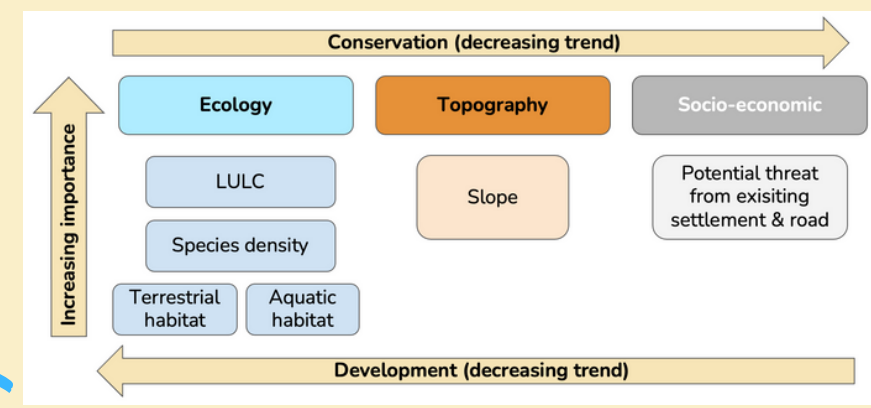 Conservation (decreasing trend)
Increasing importance
Ecology
Topography
Socio-economic
LULC
Species density
Terrestrial
habitat
Aquatic
habitat
Slope
Potential threat
from exisiting
settlement & road
Development (decreasing trend)